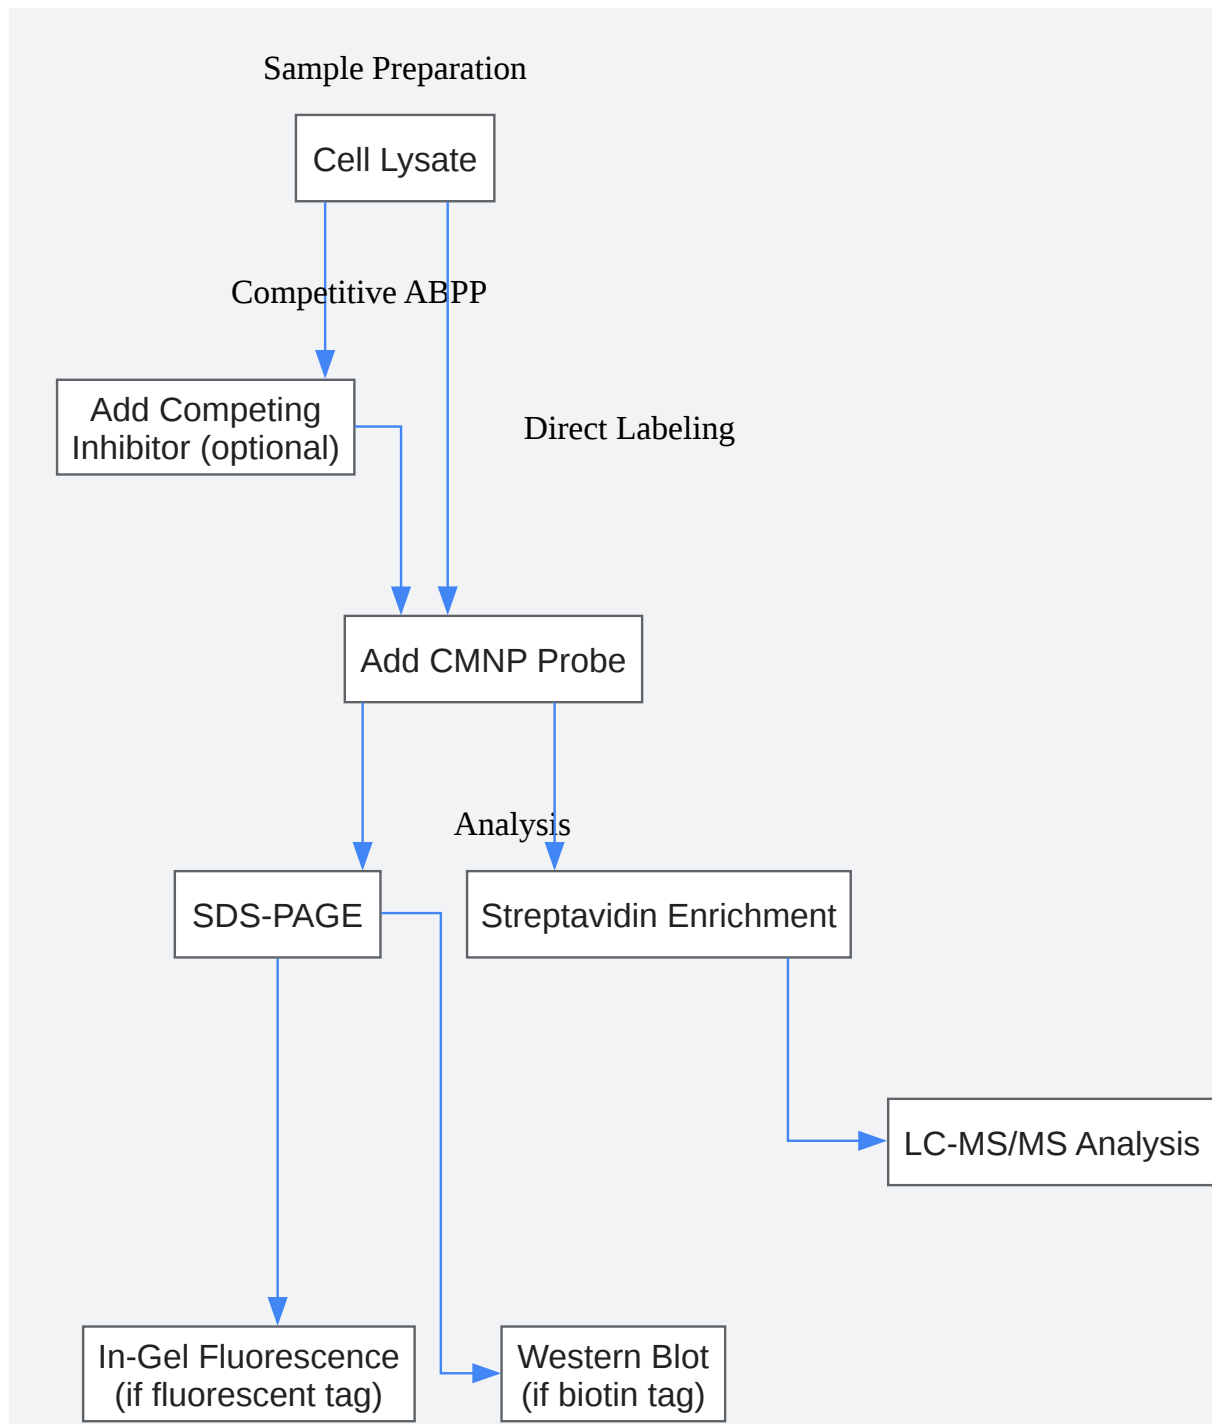 Sample Preparation
Cell Lysate
Competitive ABPP
Add Competing
Inhibitor (optional)
Direct Labeling
Add CMNP Probe
Analysis
SDS-PAGE
Streptavidin Enrichment
LC-MS/MS Analysis
In-Gel Fluorescence
(if fluorescent tag)
Western Blot
(if biotin tag)